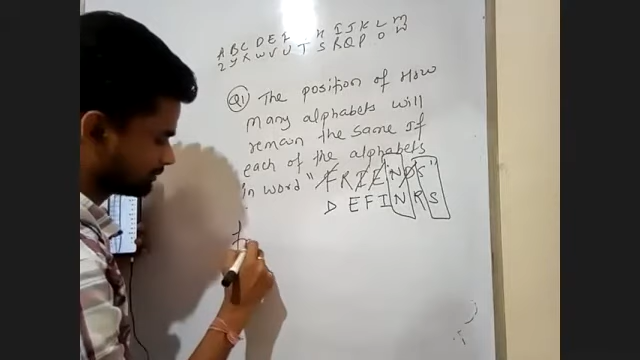 A B C D E F H I J K L M
Z Y X W V U T S R Q P O W
Q1 The position of How
many alphabets will
remain the same If
each of the alphabets
In word "FRIENDS"
D E F I N R S